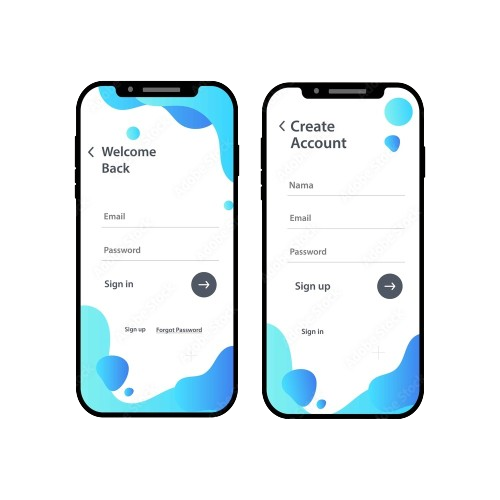 Welcome
Back
Email
Password
Sign in
Sign up
Forgot Password
Create
Account
Nama
Email
Password
Sign up
Sign in